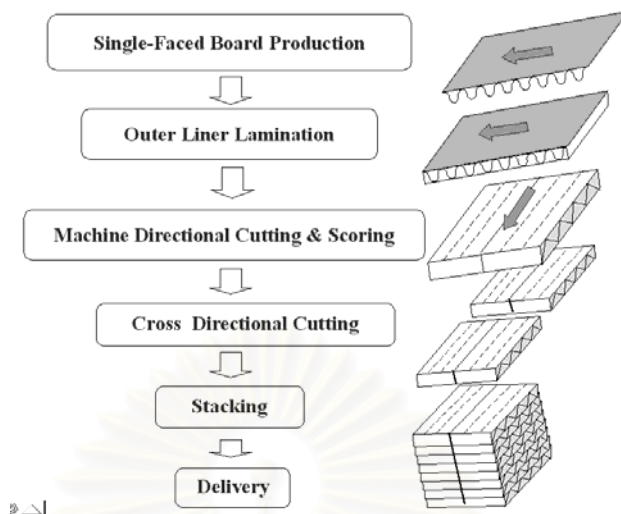 Single-Faced Board Production
Outer Liner Lamination
Machine Directional Cutting & Scoring
Cross Directional Cutting
Stacking
Delivery